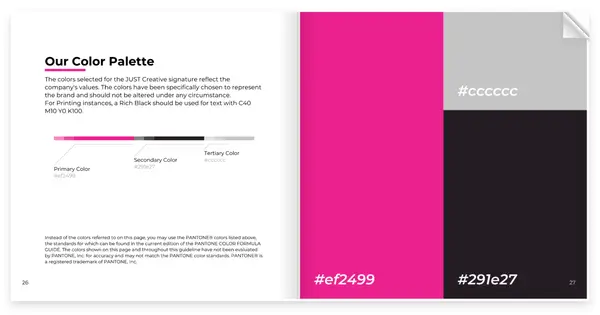 Our Color Palette
The colors selected for the JUST Creative signature reflect the
company's values. The colors have been specifically chosen to represent
the brand and should not be altered under any circumstance.
For Printing Instances, a Rich Black should be used for text with C40
M10 Y0 K100.
Primary Color
#ef2499
Secondary Color
#291e27
Tertiary Color
#cccccc
Instead of the colors referred to on this page, you may use the PANTONER colors listed above,
the standards for which can be found in the current edition of the PANTONE COLOR FORMULA
GUIDE. The colors shown on this page and throughout this guideline have not been evaluated
by PANTONE, Inc. for accuracy and may not match the PANTONE color standards. PANTONE is
a registered trademark of PANTONE, Inc.
26
#cccccc
#ef2499
#291e27
27